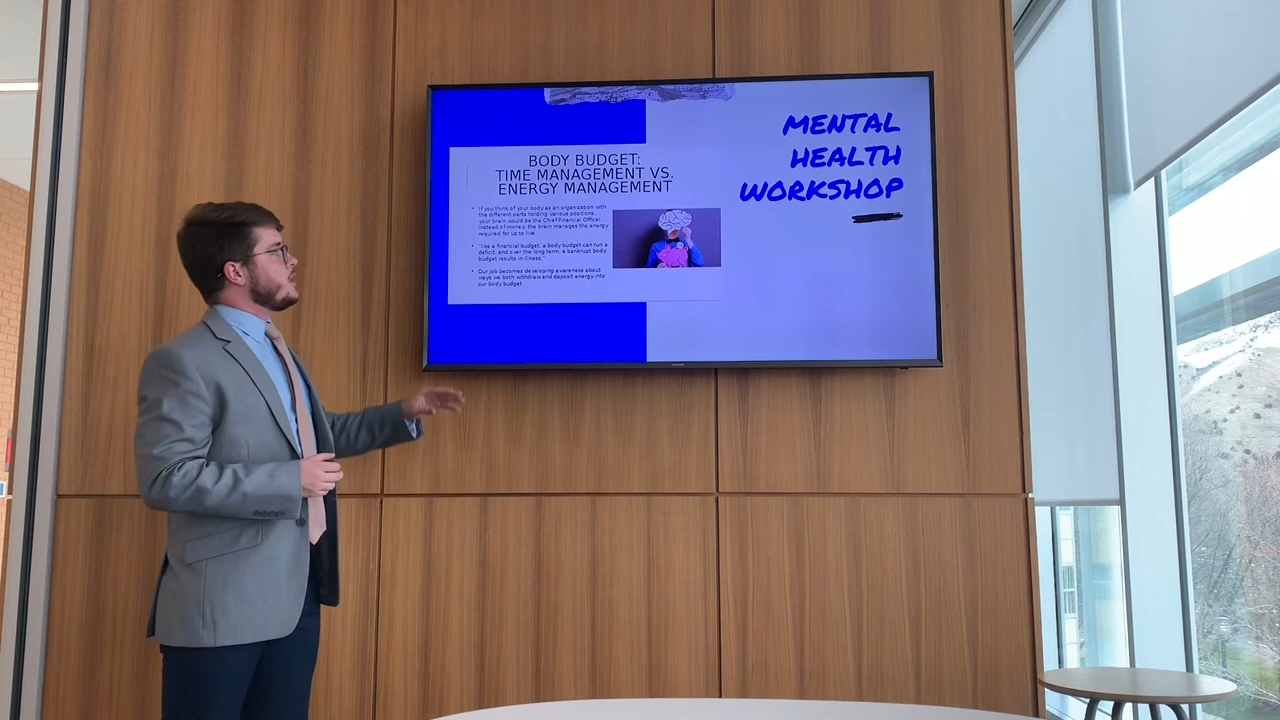 MENTAL
HEALTH
WORKSHOP
BODY BUDGET:
TIME MANAGEMENT VS.
ENERGY MANAGEMENT
• If you think of your body as an organization with
the different parts holding various positions,
your brain would be the Chief Financial Officer
instead of money, the brain manages the energy
required for us to live.
• "Like a financial budget, a body budget can run a
deficit; and over the long term, a bankrupt body
budget results in illness."
• Our job becomes developing awareness about
ways we both withdraw and deposit energy into
our body budget